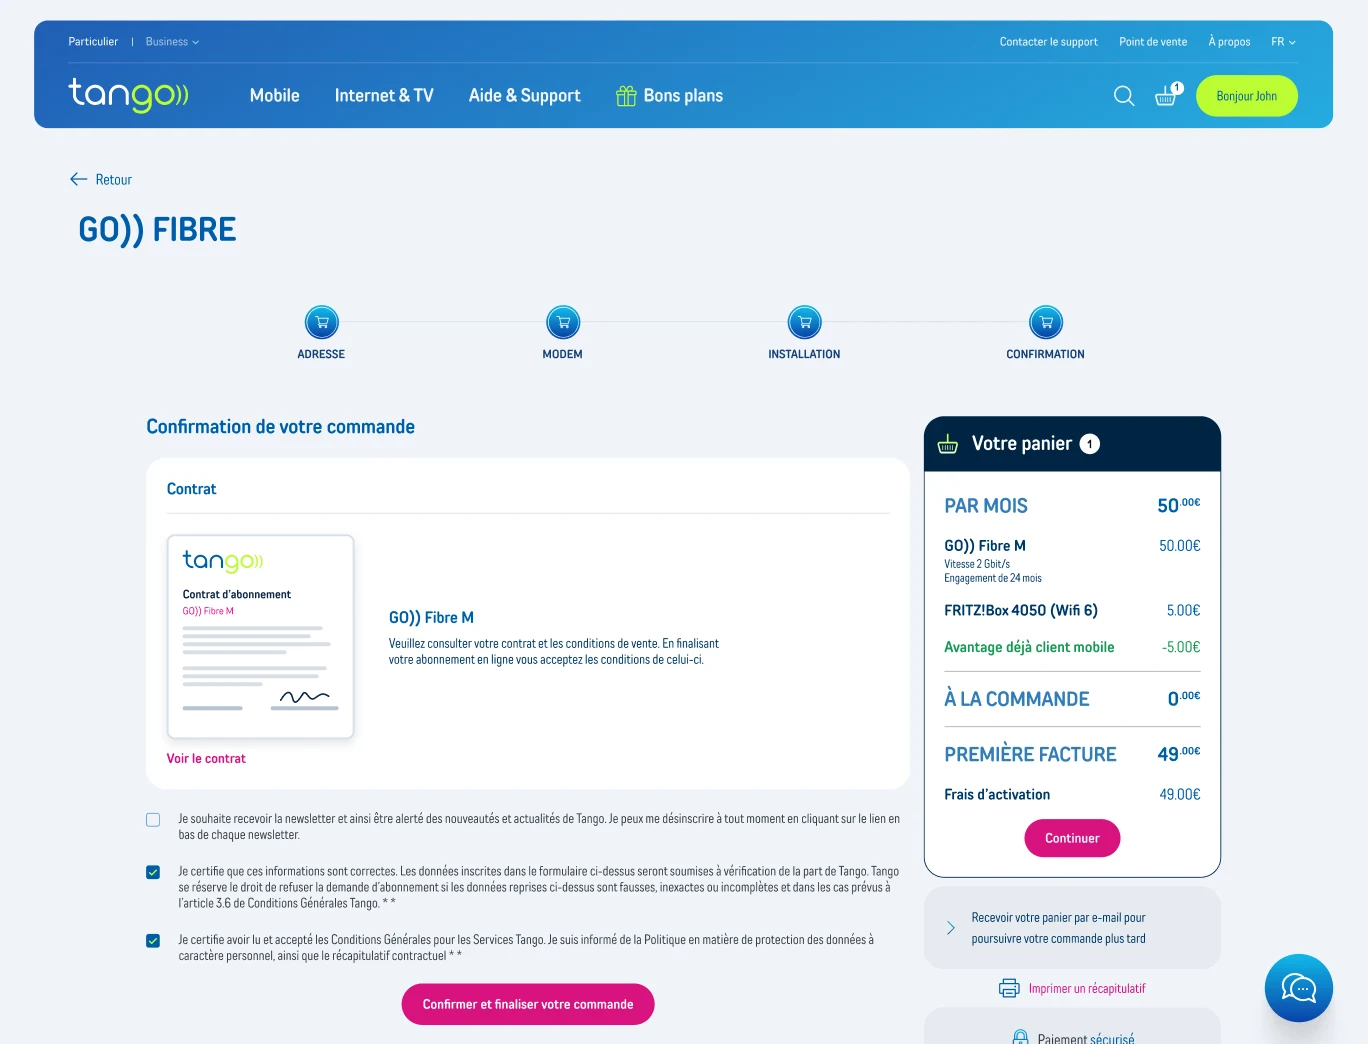 Particulier | Business
Contacter le support Point de vente À propos FR
tango))
Mobile Internet & TV Aide & Support Bons plans
1
Bonjour John
Retour
GO)) FIBRE
ADRESSE MODEM INSTALLATION CONFIRMATION
Confirmation de votre commande
Contrat
tango))
Contrat d'abonnement
GO)) Fibre M
GO)) Fibre M
Veuillez consulter votre contrat et les conditions de vente. En finalisant
votre abonnement en ligne vous acceptez les conditions de celui-ci.
Voir le contrat
Je souhaite recevoir la newsletter et ainsi être alerté des nouveautés et actualités de Tango. Je peux me désinscrire à tout moment en cliquant sur le lien en
bas de chaque newsletter.
Je certifie que ces informations sont correctes. Les données inscrites dans le formulaire ci-dessus seront soumises à vérification de la part de Tango. Tango
se réserve le droit de refuser la demande d'abonnement si les données reprises ci-dessus sont fausses, inexactes ou incomplètes et dans les cas prévus à
l'article 3.6 de Conditions Générales Tango. * *
Je certifie avoir lu et accepté les Conditions Générales pour les Services Tango. Je suis informé de la Politique en matière de protection des données à
caractère personnel, ainsi que le récapitulatif contractuel * *
Confirmer et finaliser votre commande
Votre panier 1
PAR MOIS 50.00€
GO)) Fibre M 50.00€
Vitesse 2 Gbit/s
Engagement de 24 mois
FRITZ!Box 4050 (Wifi 6) 5.00€
Avantage déjà client mobile -5.00€
À LA COMMANDE 0.00€
PREMIÈRE FACTURE 49.00€
Frais d'activation 49.00€
Continuer
Recevoir votre panier par e-mail pour
poursuivre votre commande plus tard
Imprimer un récapitulatif
Paiement sécurisé